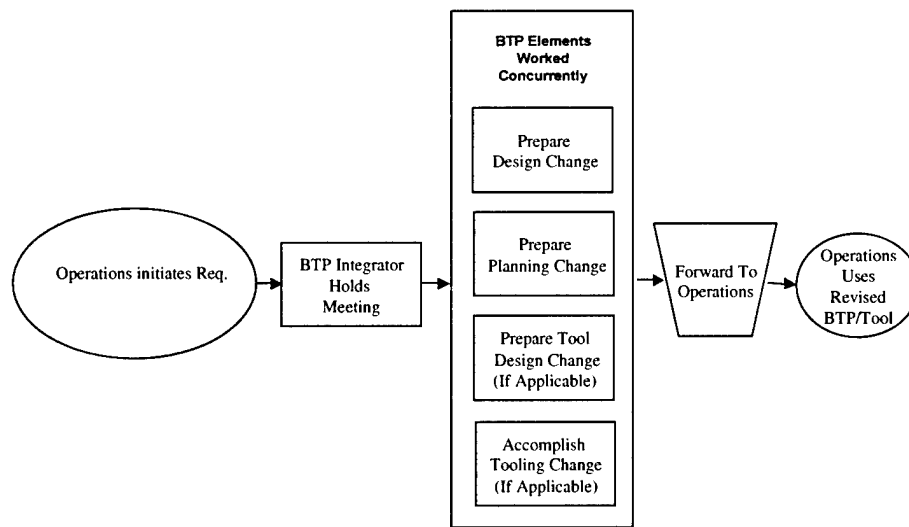 Operations initiates Req.
BTP Integrator
Holds
Meeting
BTP Elements
Worked
Concurrently
Prepare
Design Change
Prepare
Planning Change
Prepare Tool
Design Change
(If Applicable)
Accomplish
Tooling Change
(If Applicable)
Forward To
Operations
Operations
Uses
Revised
BTP/Tool